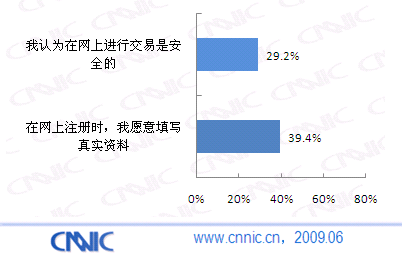 我认为在网上进行交易是安
全的
29.2%
在网上注册时，我愿意填写
真实资料
39.4%
0% 20% 40% 60% 80%
CNNIC www.cnnic.cn，2009.06